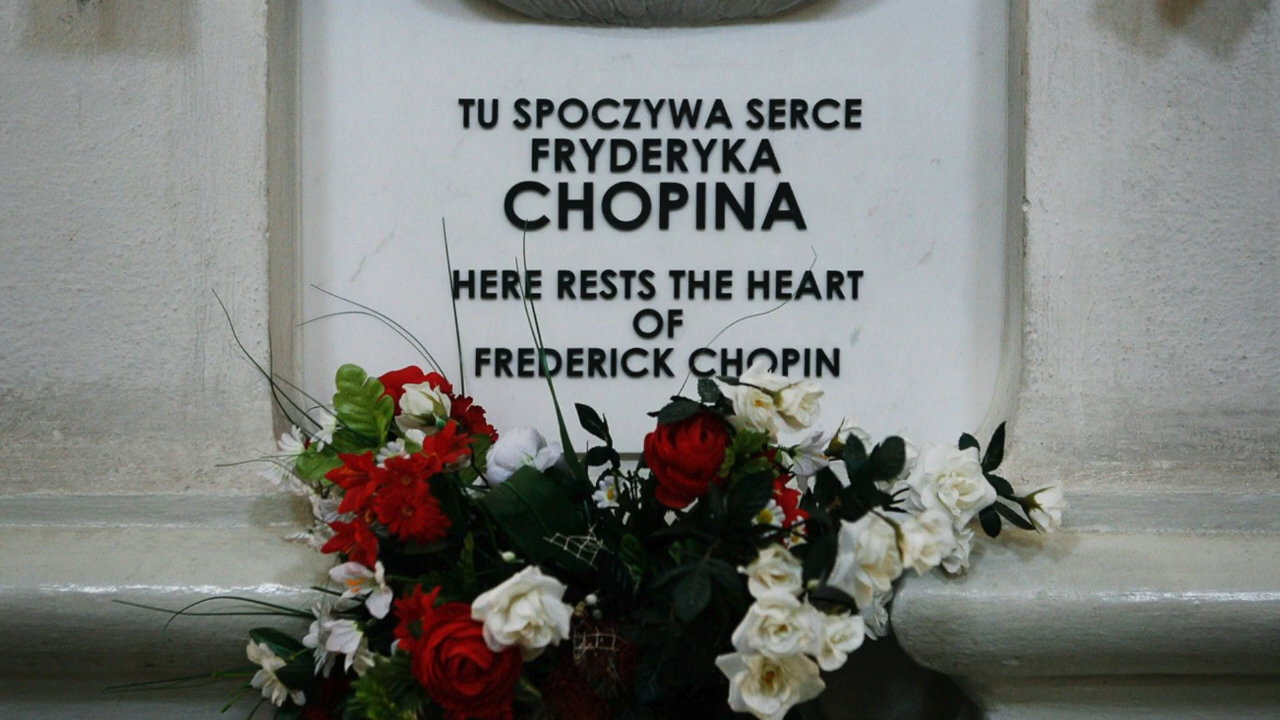 TU SPOCZYWA SERCE
FRYDERYKA
CHOPINA
HERE RESTS THE HEART
OF
FREDERICK CHOPIN